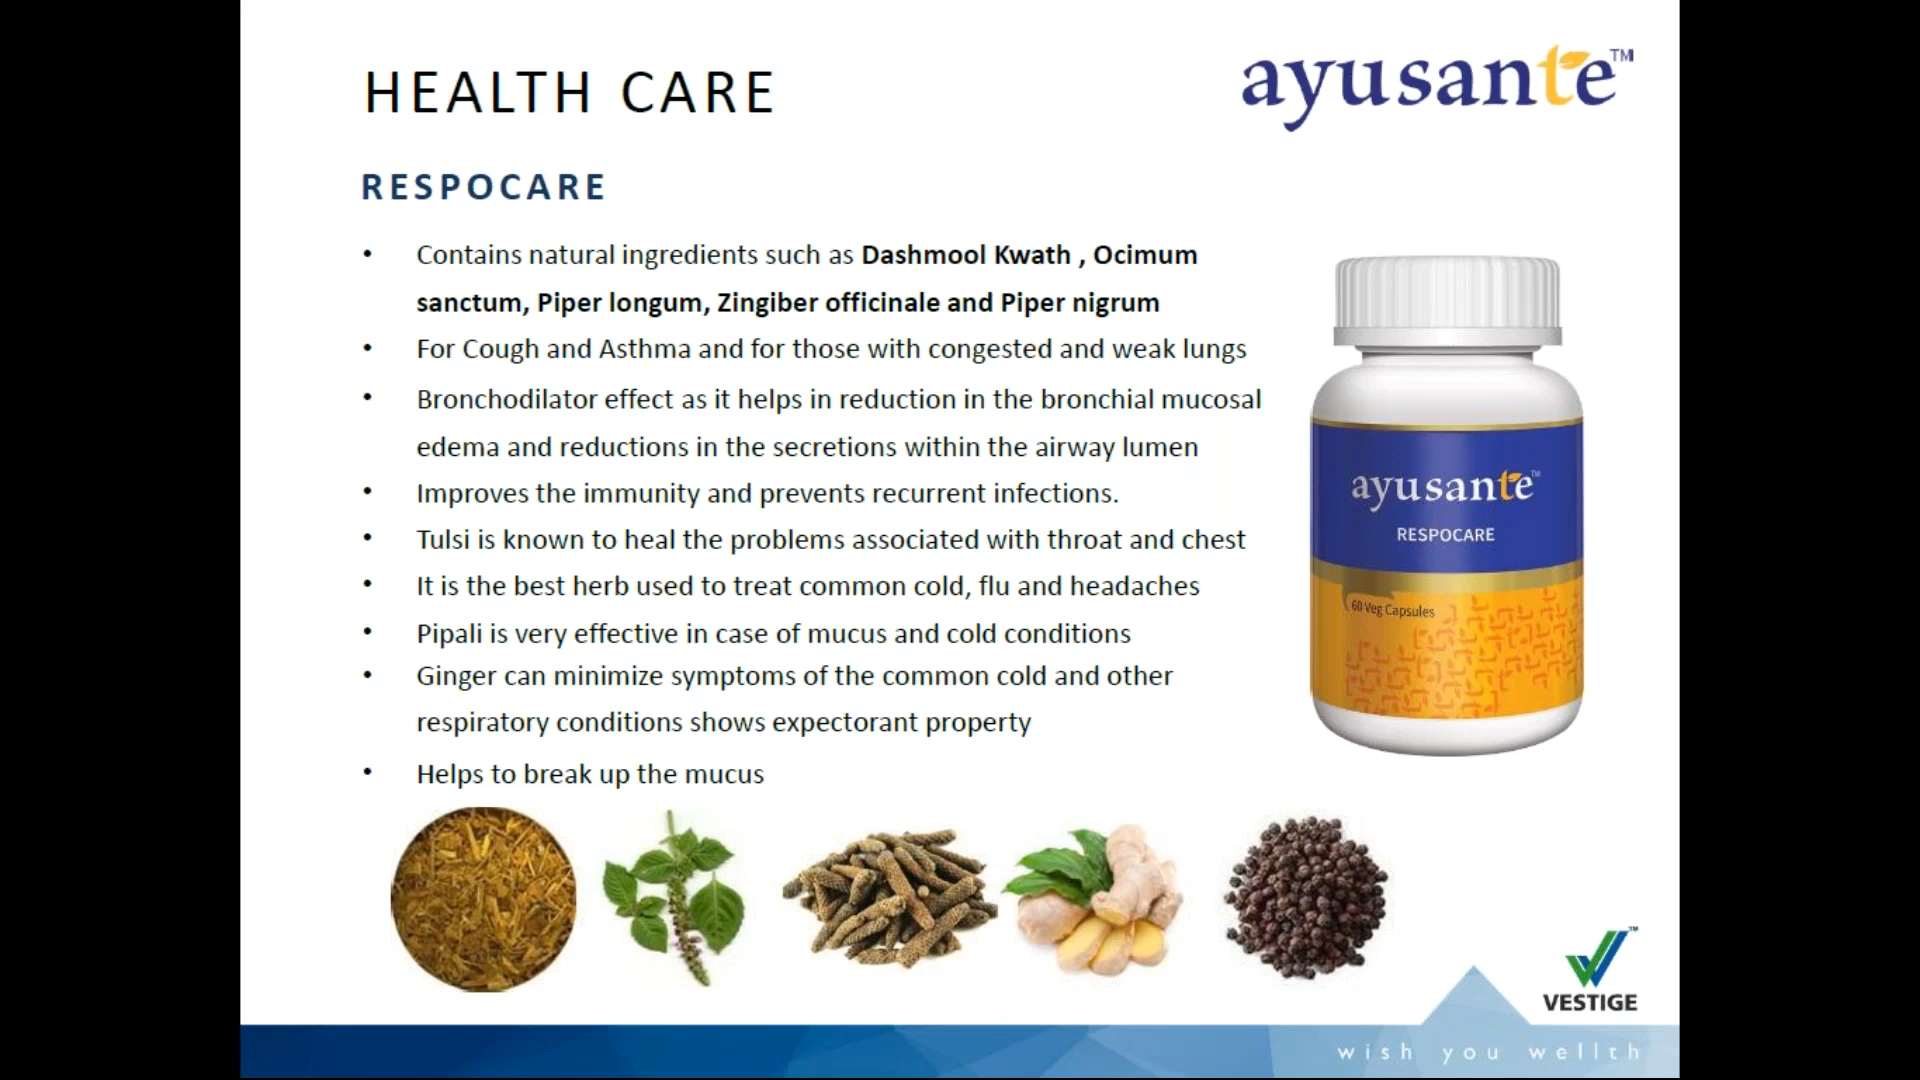 HEALTH CARE
ayusante™
RESPOCARE
• Contains natural ingredients such as Dashmool Kwath , Ocimum
sanctum, Piper longum, Zingiber officinale and Piper nigrum
• For Cough and Asthma and for those with congested and weak lungs
• Bronchodilator effect as it helps in reduction in the bronchial mucosal
edema and reductions in the secretions within the airway lumen
• Improves the immunity and prevents recurrent infections.
• Tulsi is known to heal the problems associated with throat and chest
• It is the best herb used to treat common cold, flu and headaches
• Pipali is very effective in case of mucus and cold conditions
• Ginger can minimize symptoms of the common cold and other
respiratory conditions shows expectorant property
• Helps to break up the mucus
ayusante™
RESPOCARE
60 Veg Capsules
VESTIGE™
wish you wellth